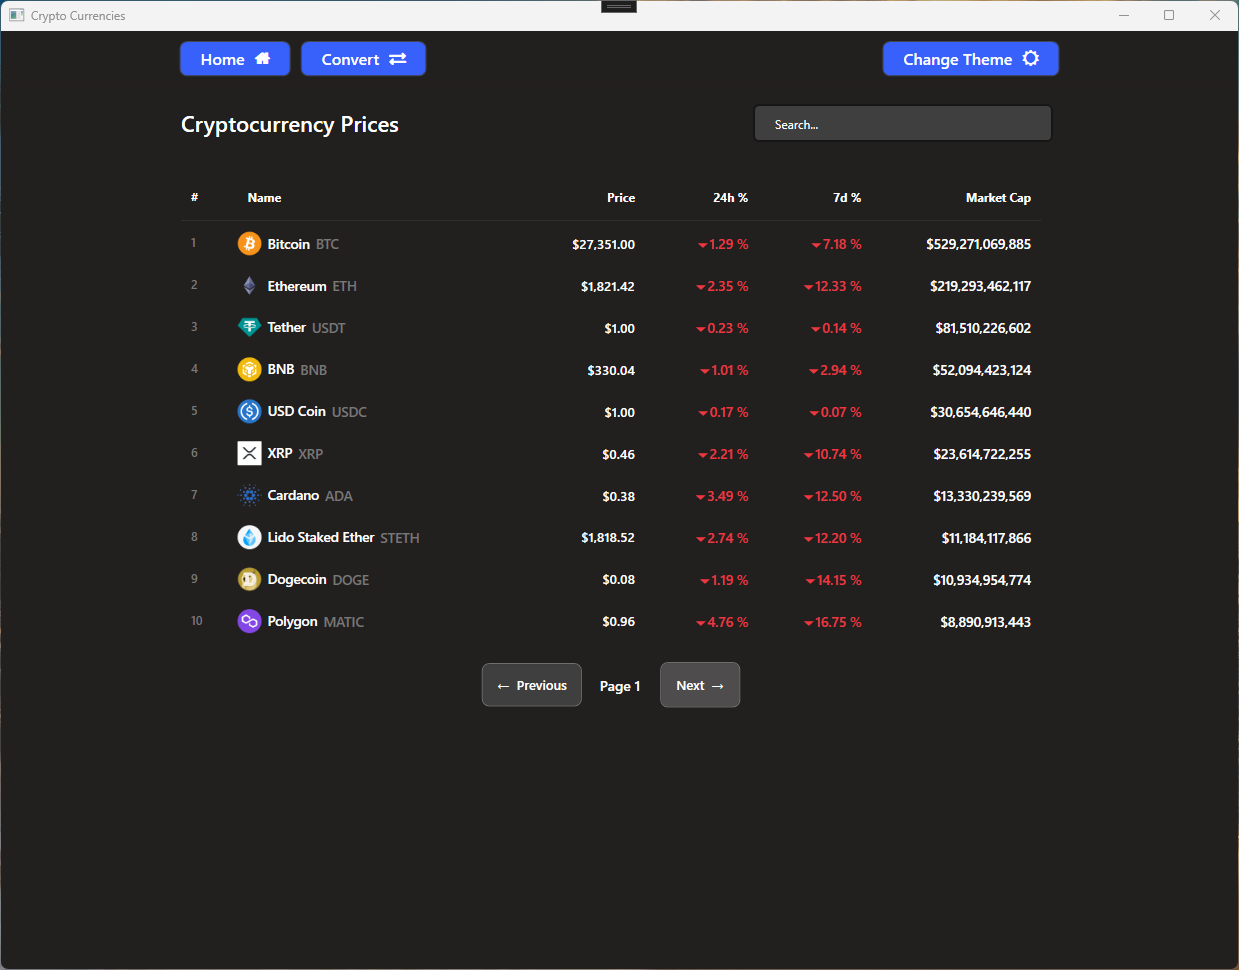 Crypto Currencies
Home Convert Change Theme
Cryptocurrency Prices Search...
# Name Price 24h % 7d % Market Cap
1 Bitcoin BTC $27,351.00 1.29 % 7.18 % $529,271,069,885
2 Ethereum ETH $1,821.42 2.35 % 12.33 % $219,293,462,117
3 Tether USDT $1.00 0.23 % 0.14 % $81,510,226,602
4 BNB BNB $330.04 1.01 % 2.94 % $52,094,423,124
5 USD Coin USDC $1.00 0.17 % 0.07 % $30,654,646,440
6 XRP XRP $0.46 2.21 % 10.74 % $23,614,722,255
7 Cardano ADA $0.38 3.49 % 12.50 % $13,330,239,569
8 Lido Staked Ether STETH $1,818.52 2.74 % 12.20 % $11,184,117,866
9 Dogecoin DOGE $0.08 1.19 % 14.15 % $10,934,954,774
10 Polygon MATIC $0.96 4.76 % 16.75 % $8,890,913,443
← Previous Page 1 Next →